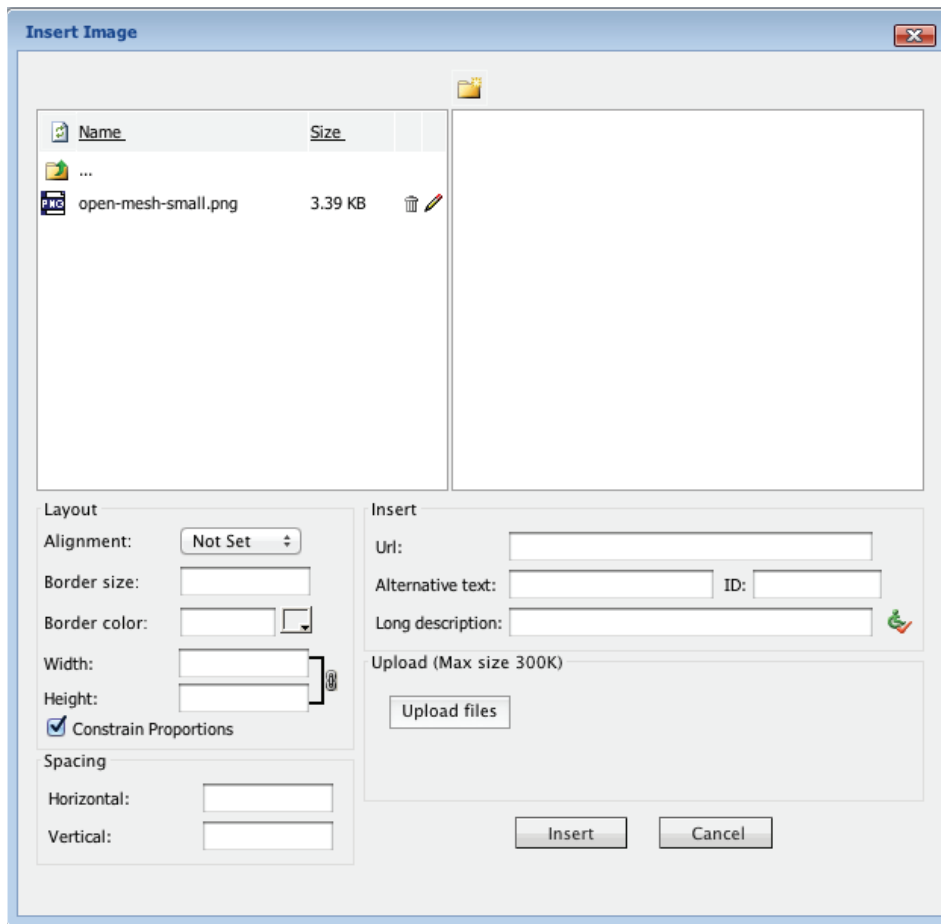 Insert Image
Name Size
...
PNG open-mesh-small.png 3.39 KB
Layout
Alignment: Not Set
Border size:
Border color:
Width:
Height:
Constrain Proportions
Spacing
Horizontal:
Vertical:
Insert
Url:
Alternative text: ID:
Long description:
Upload (Max size 300K)
Upload files
Insert Cancel